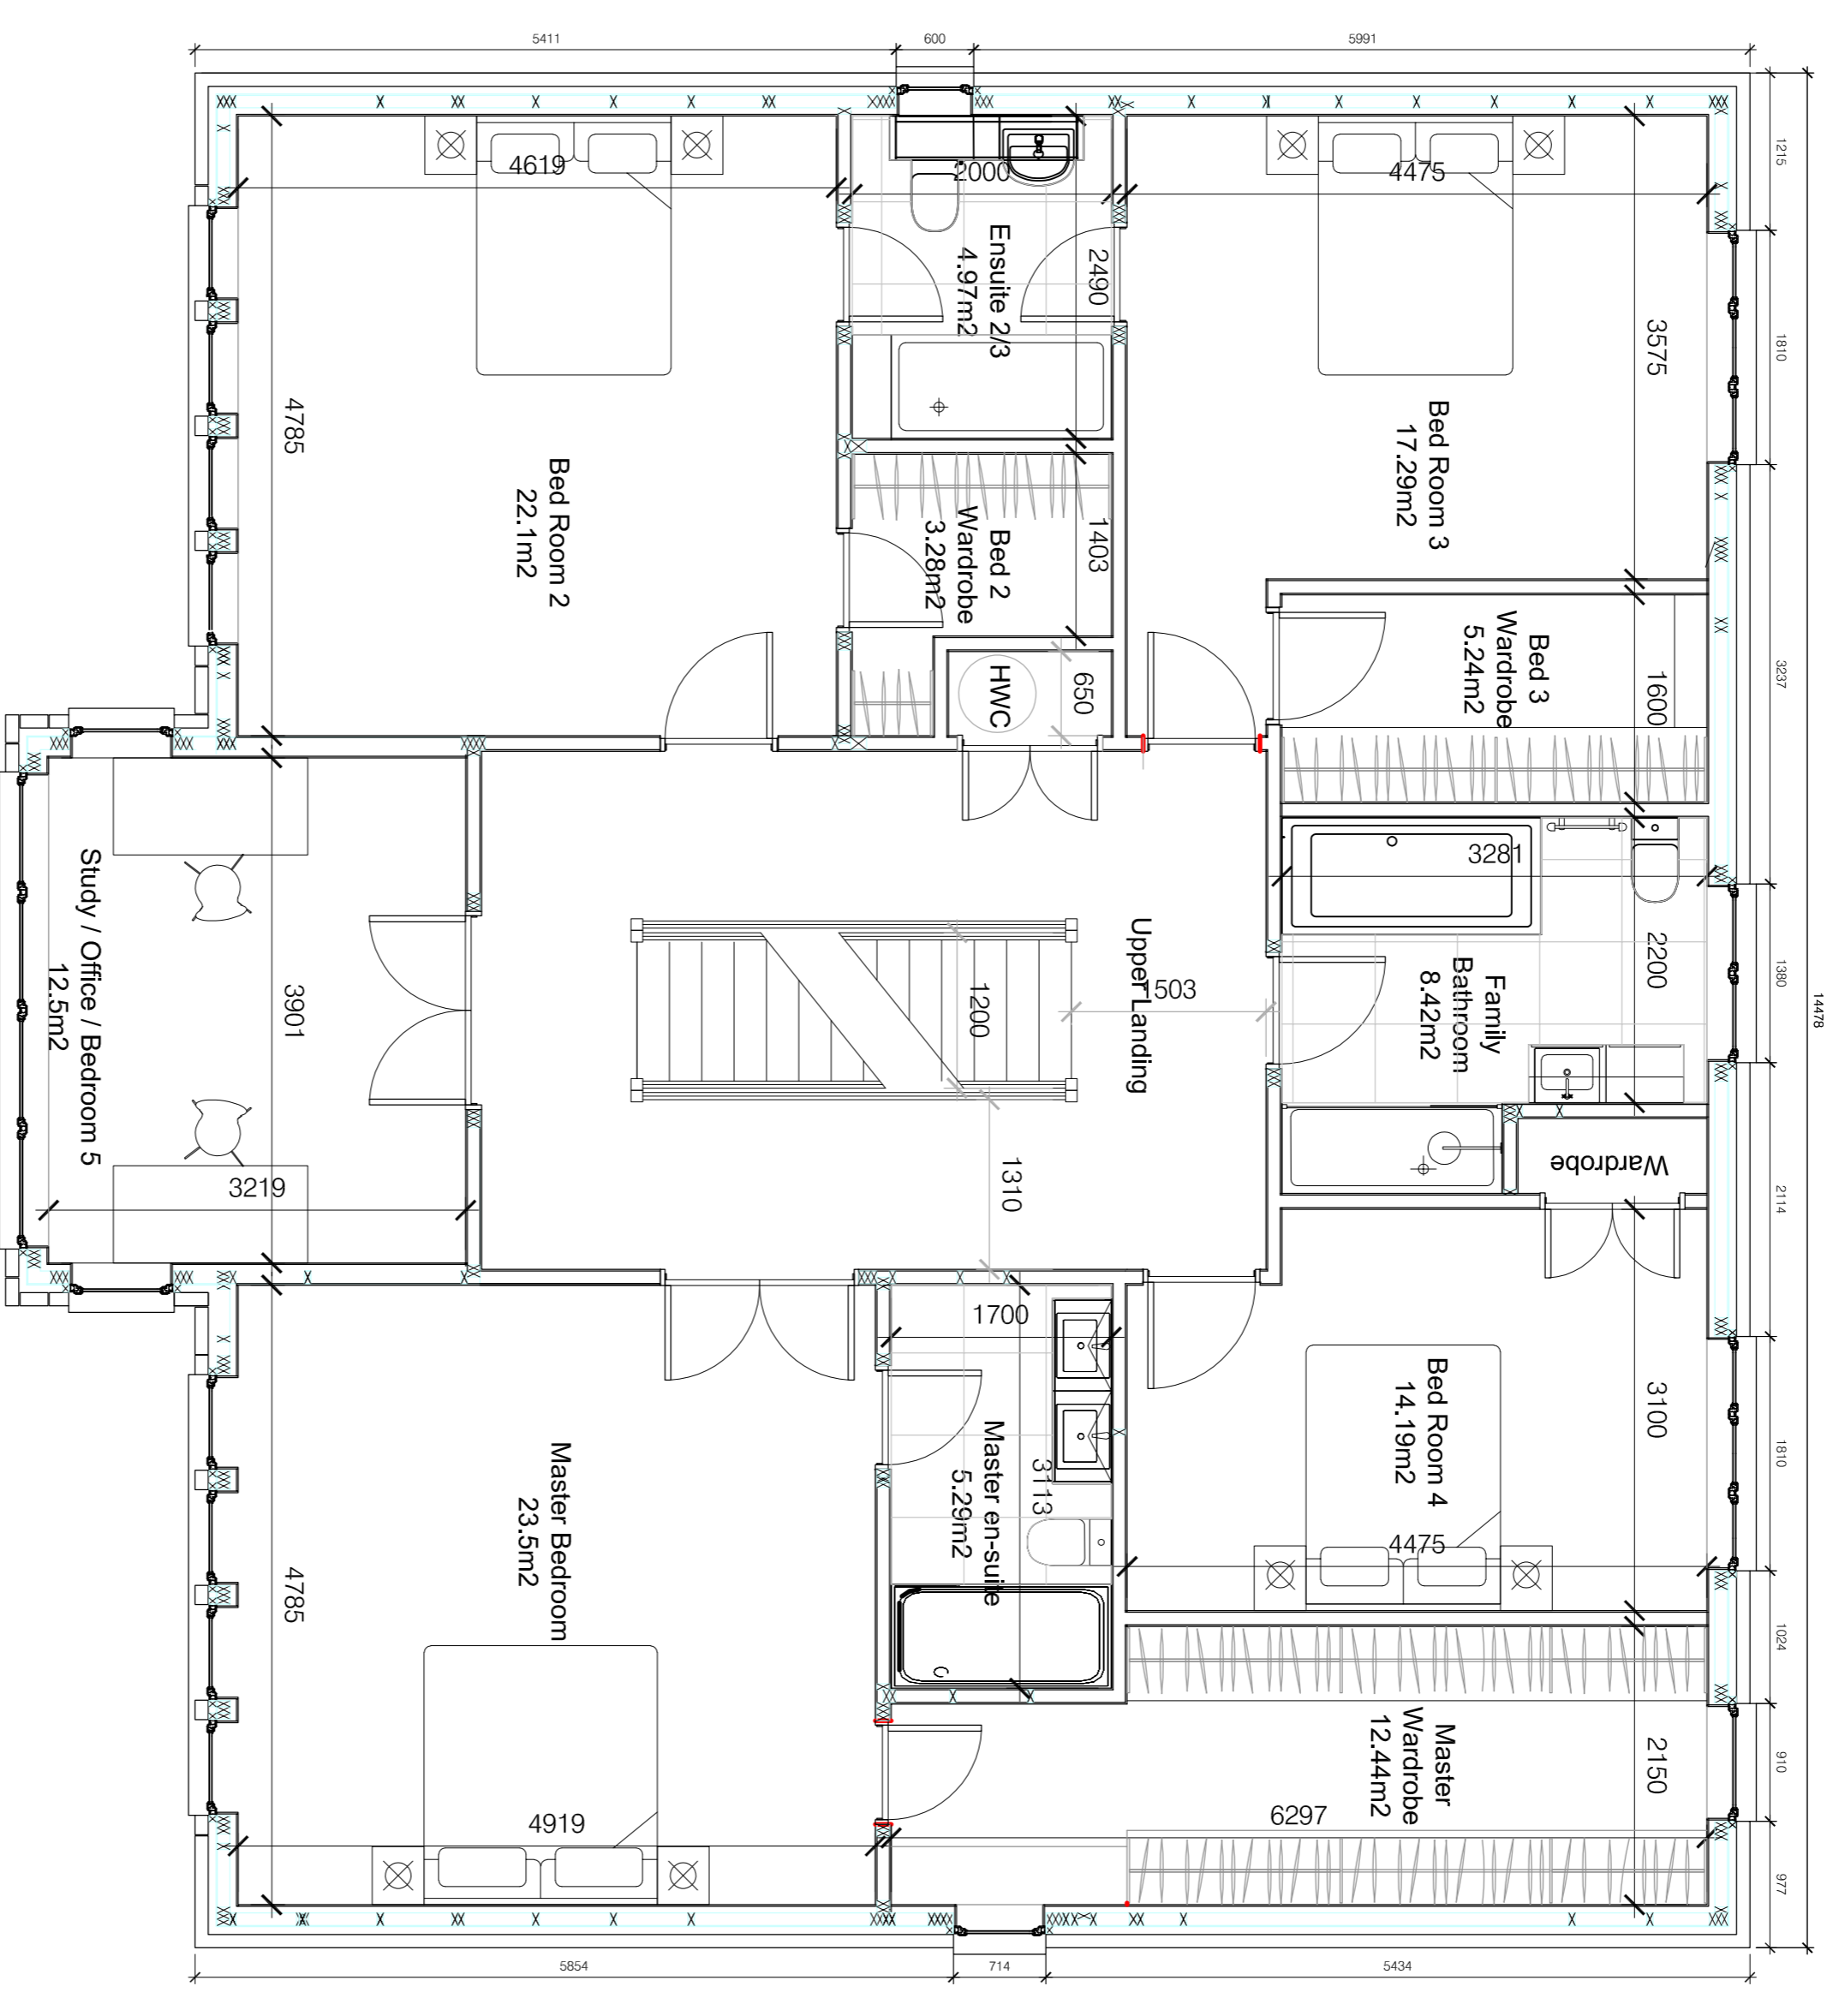 5411
600
5991
4619
2000
4475
1215
Ensuite 2/3
4.97m2
2490
3575
1810
4785
Bed Room 2
22.1m2
Bed Room 3
17.29m2
Bed 2
Wardrobe
3.28m2
1403
HWC
650
Bed 3
Wardrobe
5.24m2
1600
3237
3281
Study / Office / Bedroom 5
12.5m2
3901
3219
Upper Landing
1503
1200
1310
Family
Bathroom
8.42m2
2200
1380
14478
Wardrobe
2114
1700
Master en-suite
5.29m2
3113
Bed Room 4
14.19m2
3100
4475
1810
Master Bedroom
23.5m2
4785
4919
1024
Master
Wardrobe
12.44m2
2150
6297
910
977
5854
714
5434